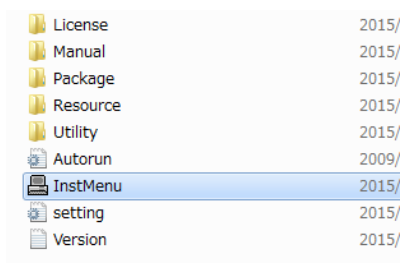 License 2015/
Manual 2015/
Package 2015/
Resource 2015/
Utility 2015/
Autorun 2009/
InstMenu 2015/
setting 2015/
Version 2015/